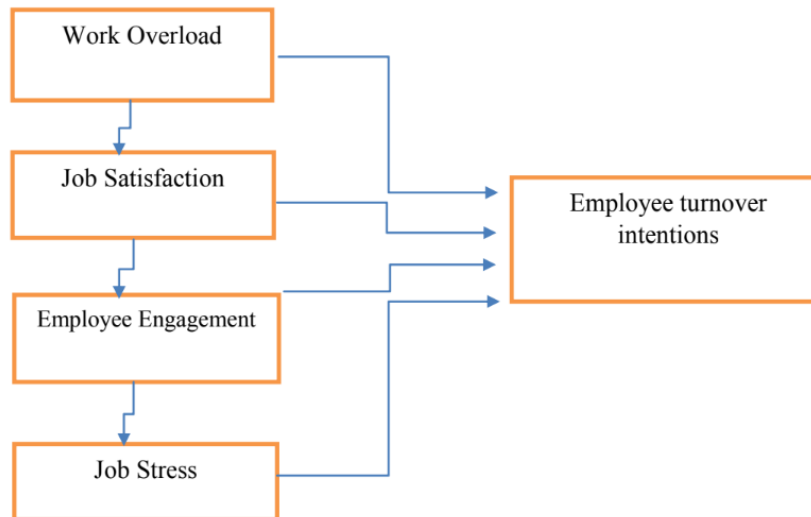 Work Overload
Job Satisfaction
Employee turnover
intentions
Employee Engagement
Job Stress